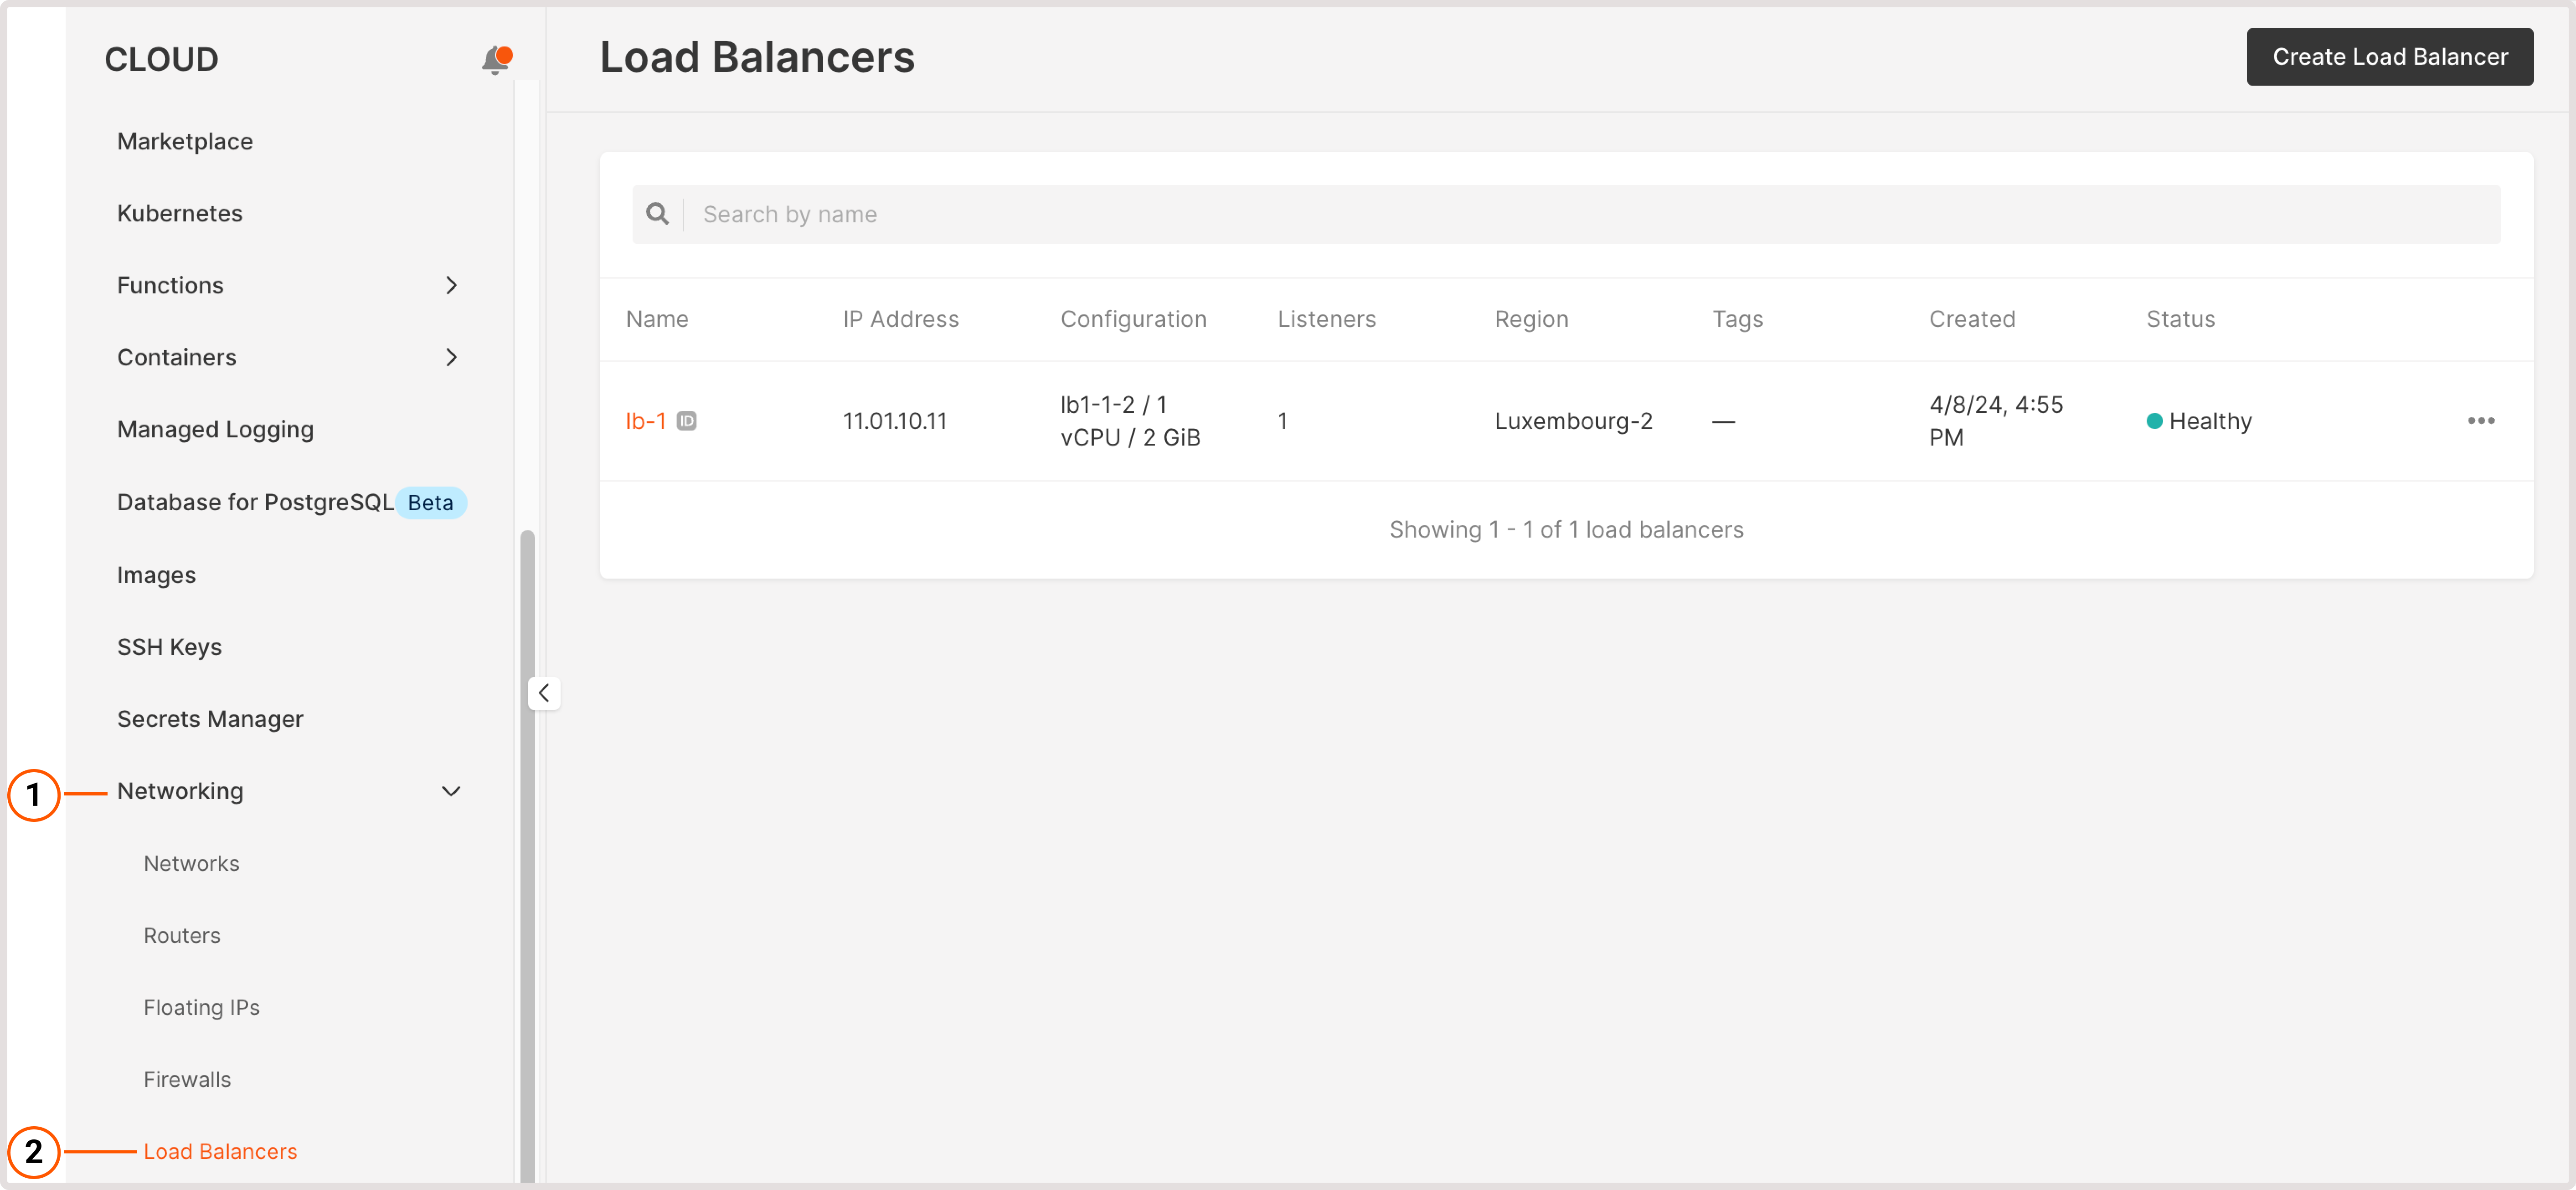 CLOUD
Marketplace
Kubernetes
Functions
Containers
Managed Logging
Database for PostgreSQL Beta
Images
SSH Keys
Secrets Manager
1 Networking
Networks
Routers
Floating IPs
Firewalls
2 Load Balancers
Load Balancers
Create Load Balancer
Search by name
Name IP Address Configuration Listeners Region Tags Created Status
lb-1 ID 11.01.10.11 lb1-1-2 / 1 vCPU / 2 GiB 1 Luxembourg-2 — 4/8/24, 4:55 PM Healthy
Showing 1 - 1 of 1 load balancers